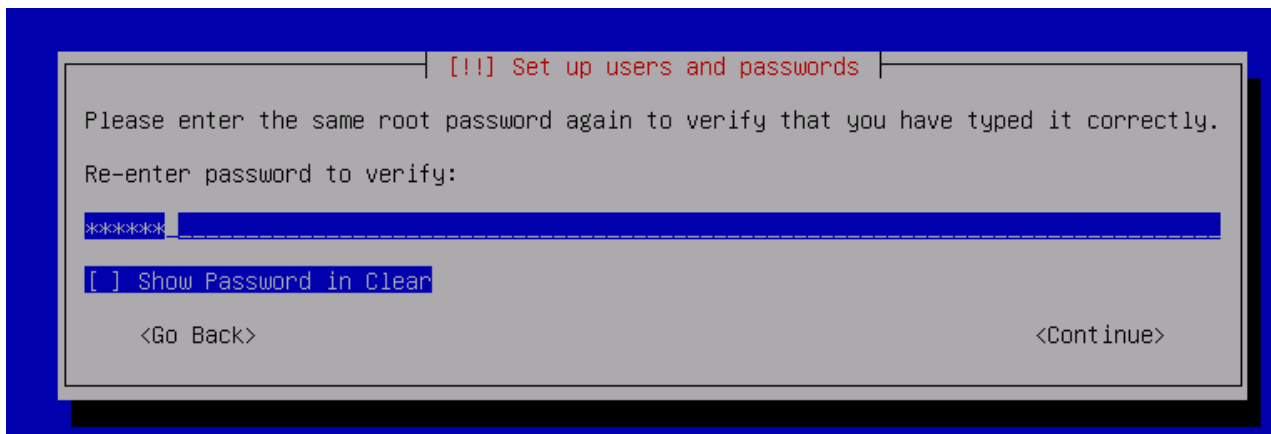 [!!] Set up users and passwords
Please enter the same root password again to verify that you have typed it correctly.
Re-enter password to verify:
******
[ ] Show Password in Clear
<Go Back> <Continue>